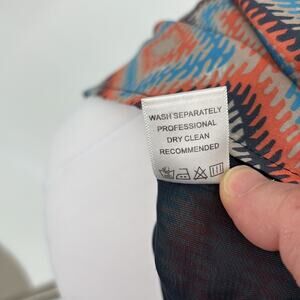 WASH SEPARATELY
PROFESSIONAL
DRY CLEAN
RECOMMENDED